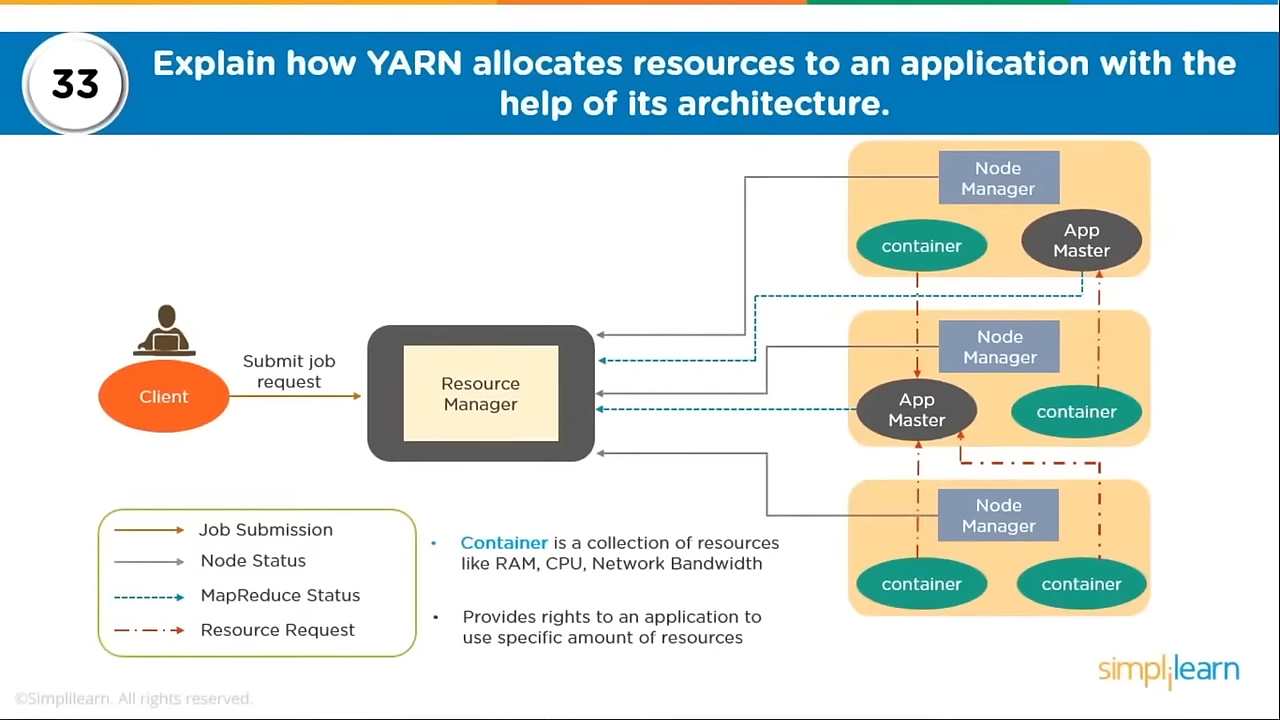 33
Explain how YARN allocates resources to an application with the
help of its architecture.
Node
Manager
container
App
Master
Node
Manager
App
Master
container
Node
Manager
container
container
Client
Submit job
request
Resource
Manager
Job Submission
Node Status
MapReduce Status
Resource Request
• Container is a collection of resources
like RAM, CPU, Network Bandwidth
• Provides rights to an application to
use specific amount of resources
simplilearn
©Simplilearn. All rights reserved.